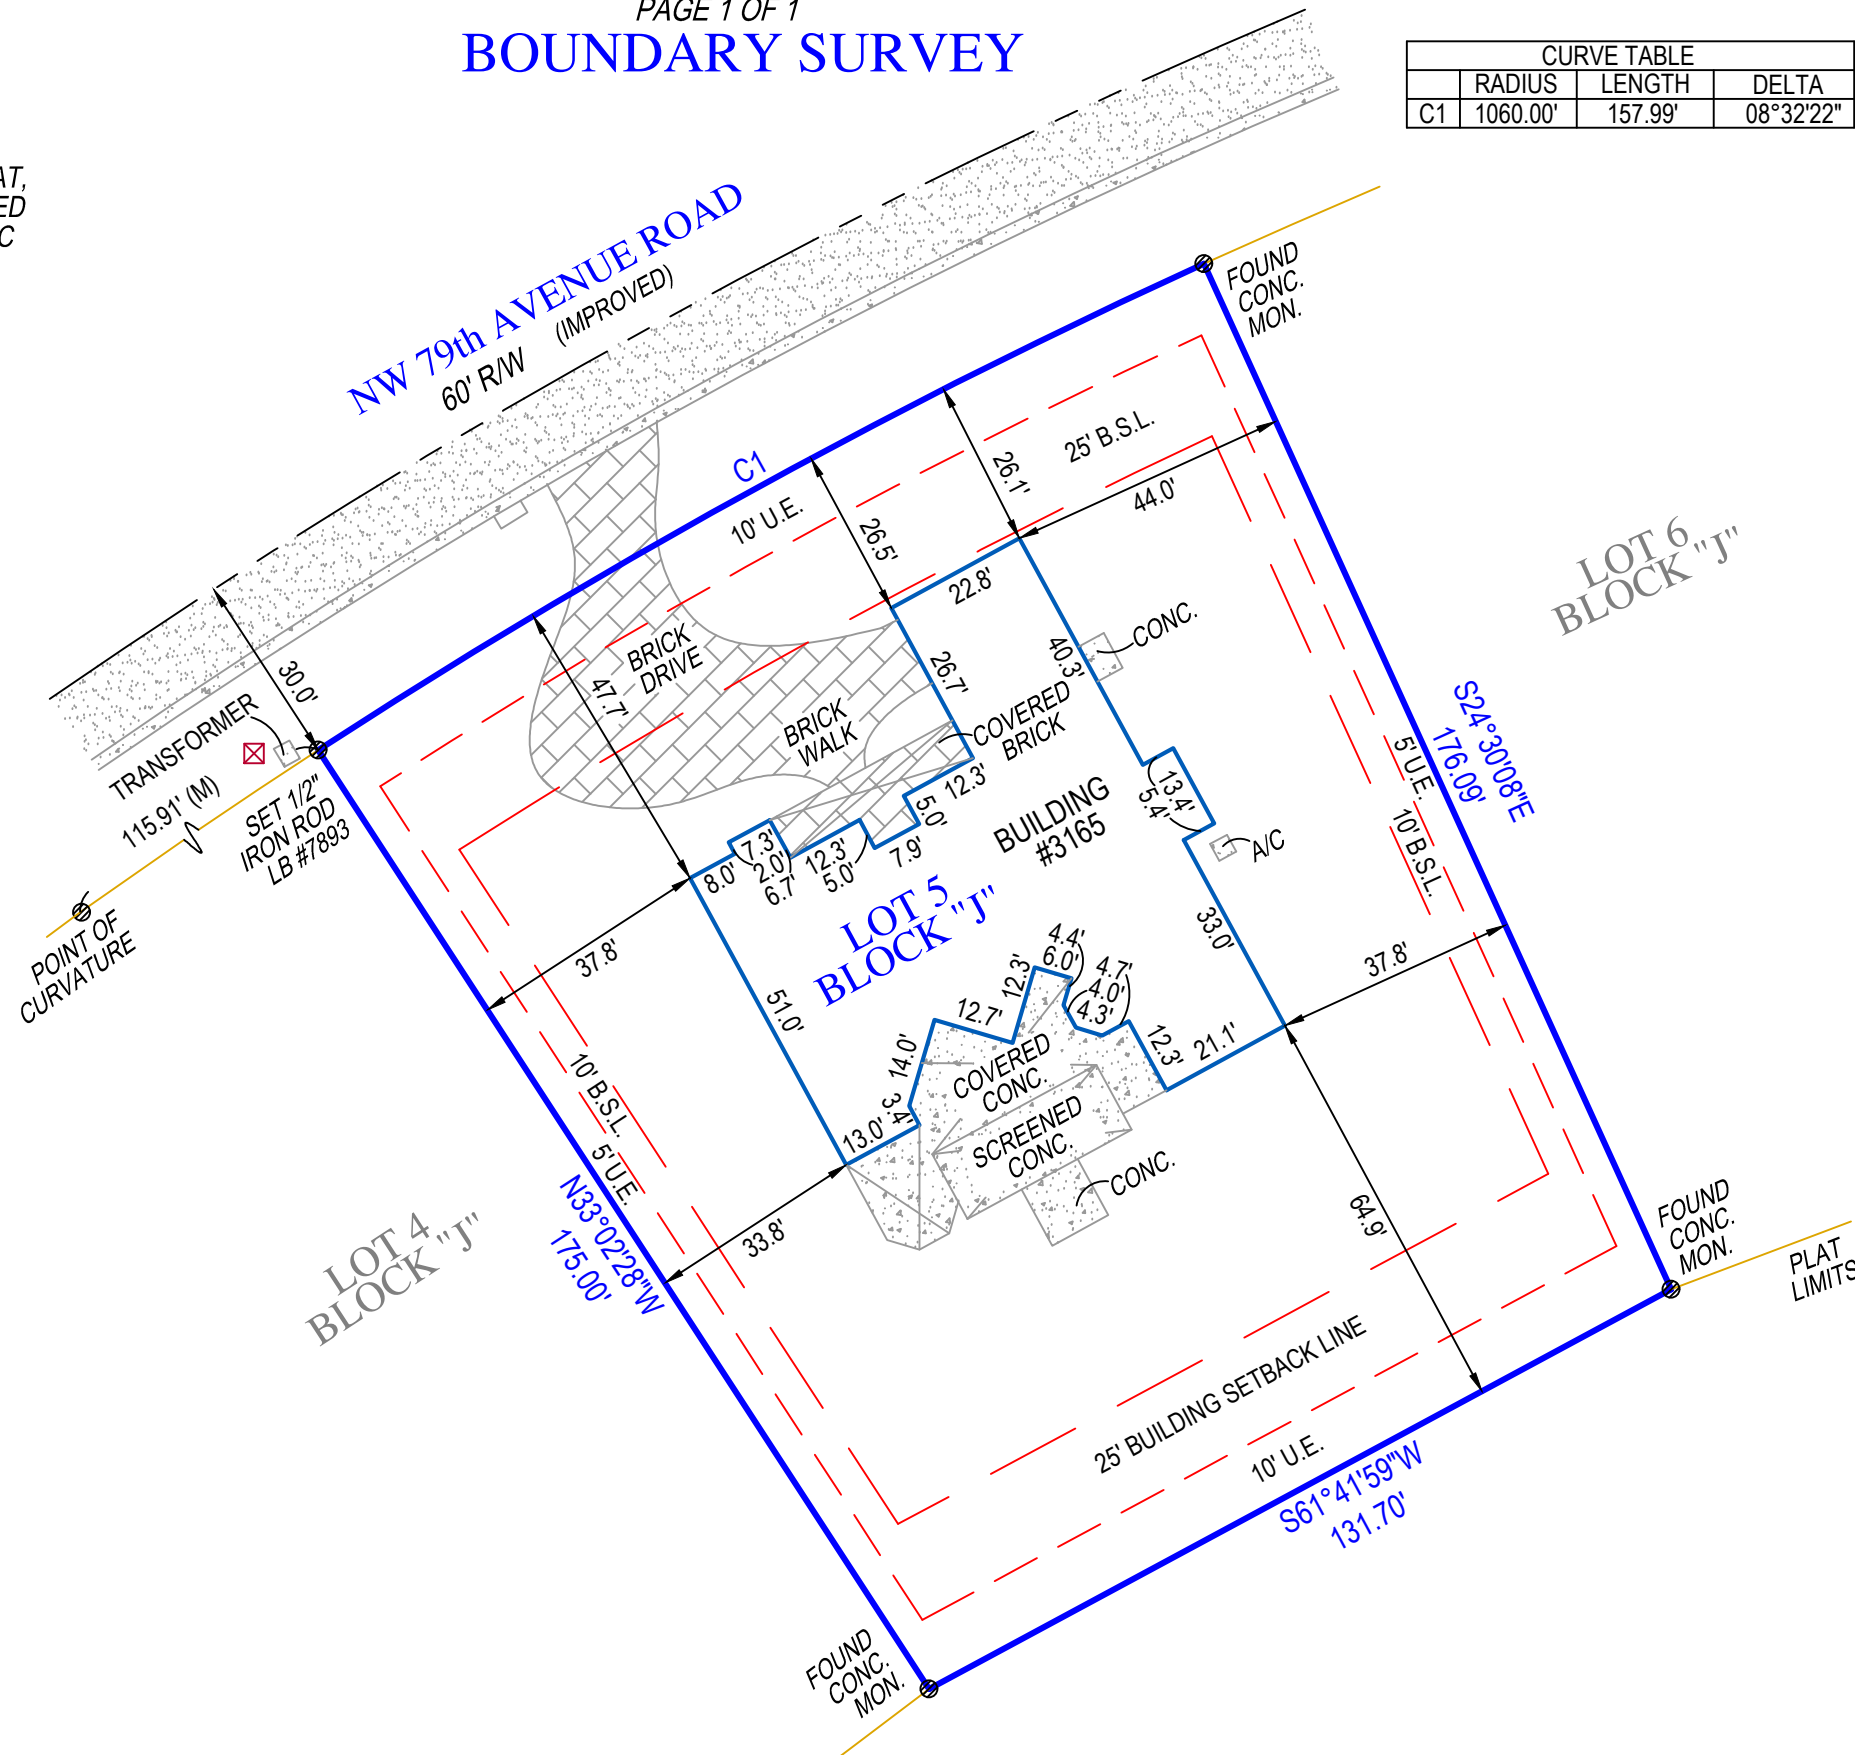 PAGE 1 OF 1
BOUNDARY SURVEY
CURVE TABLE
RADIUS LENGTH DELTA
C1 1060.00' 157.99' 08°32'22"
AT,
ED
C
NW 79th AVENUE ROAD
60' R/W (IMPROVED)
FOUND
CONC.
MON.
C1
10' U.E.
25' B.S.L.
26.1'
26.5'
44.0'
22.8'
LOT 6
BLOCK "J"
30.0'
TRANSFORMER
115.91' (M)
SET 1/2"
IRON ROD
LB #7893
POINT OF
CURVATURE
47.7'
BRICK
DRIVE
BRICK
WALK
26.7'
COVERED
BRICK
40.3'
CONC.
S24°30'08"E
176.09'
5' U.E.
10' B.S.L.
12.3'
5.0'
7.9'
13.4'
5.4'
A/C
BUILDING
#3165
8.0'
7.3'
2.0'
6.7'
12.3'
5.0'
LOT 5
BLOCK "J"
37.8'
51.0'
33.0'
37.8'
4.4'
6.0'
4.7'
4.0'
4.3'
12.3'
12.7'
14.0'
3.4'
13.0'
12.3'
21.1'
COVERED
CONC.
SCREENED
CONC.
CONC.
10' B.S.L.
5' U.E.
N33°02'28"W
175.00'
33.8'
64.9'
LOT 4
BLOCK "J"
FOUND
CONC.
MON.
PLAT
LIMITS
25' BUILDING SETBACK LINE
10' U.E.
S61°41'59"W
131.70'
FOUND
CONC.
MON.